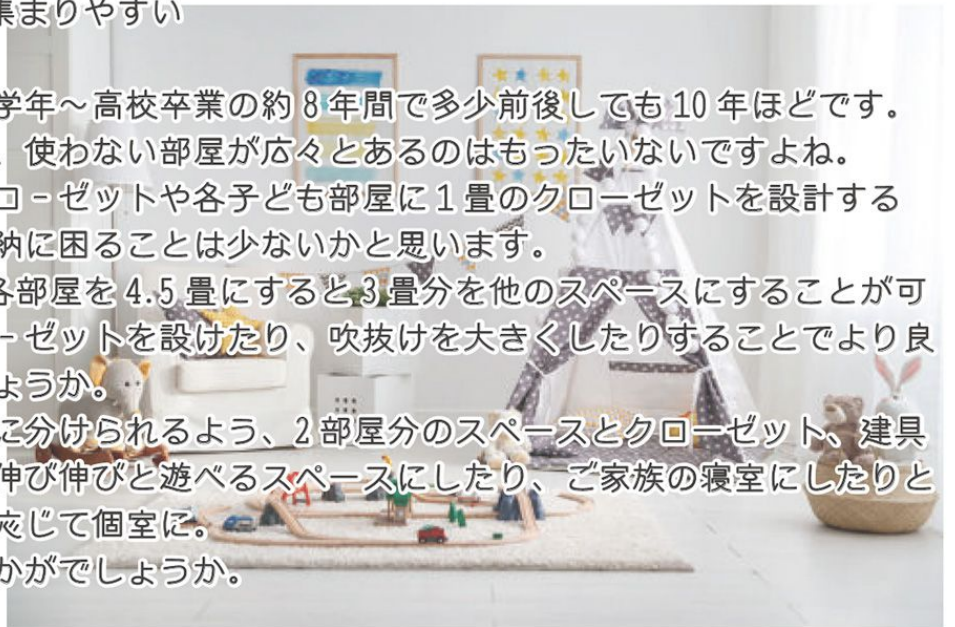 集まりやすい
学年～高校卒業の約8年間で多少前後しても10年ほどです。
、使わない部屋が広々とあるのはもったいないですよね。
ローゼットや各子ども部屋に1畳のクローゼットを設計する
納に困ることは少ないかと思います。
各部屋を4.5畳にすると3畳分を他のスペースにすることが可
ーゼットを設けたり、吹抜けを大きくしたりすることでより良
ょうか。
に分けられるよう、2部屋分のスペースとクローゼット、建具
伸び伸びと遊べるスペースにしたり、ご家族の寝室にしたりと
応じて個室に。
かがでしょうか。